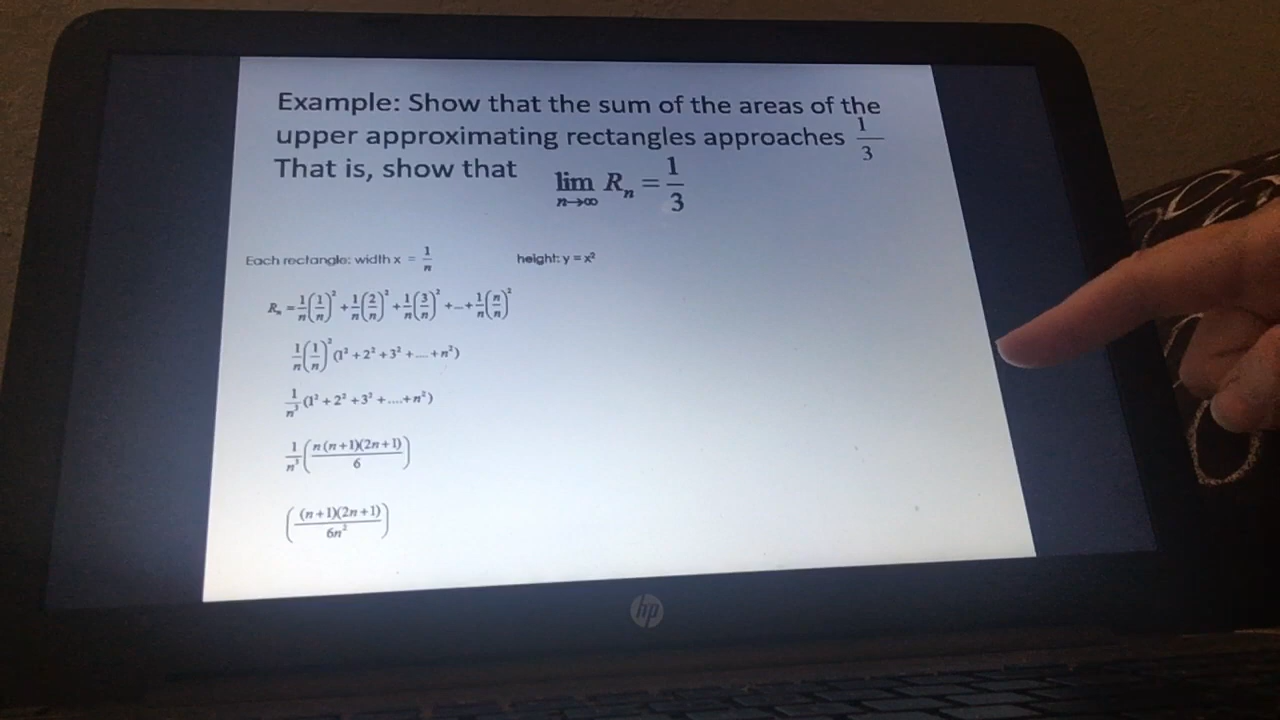 Example: Show that the sum of the areas of the
upper approximating rectangles approaches 1/3
That is, show that lim n→∞ Rₙ = 1/3
Each rectangle: width x = 1/n height: y = x²
Rₙ = 1/n(1/n)² + 1/n(2/n)² + 1/n(3/n)² +...+ 1/n(n/n)²
1/n(1/n)²(1² + 2² + 3² + .... + n²)
1/n³(1² + 2² + 3² + .... + n²)
1/n³(n(n+1)(2n+1)/6)
((n+1)(2n+1)/6n²)
hp